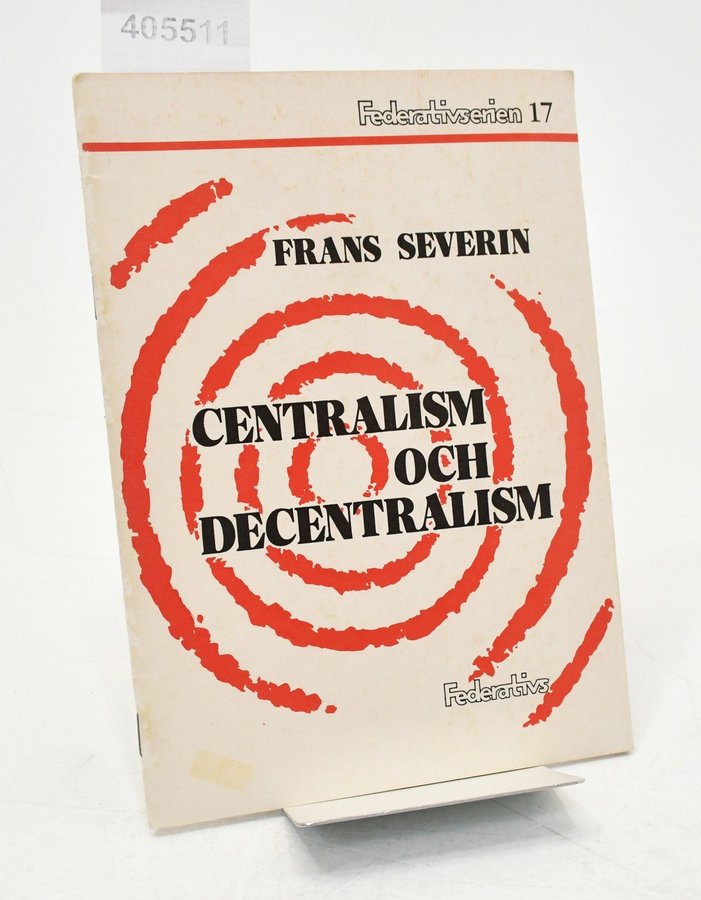 405511
Federativserien 17
FRANS SEVERIN
CENTRALISM
OCH
DECENTRALISM
Federativs